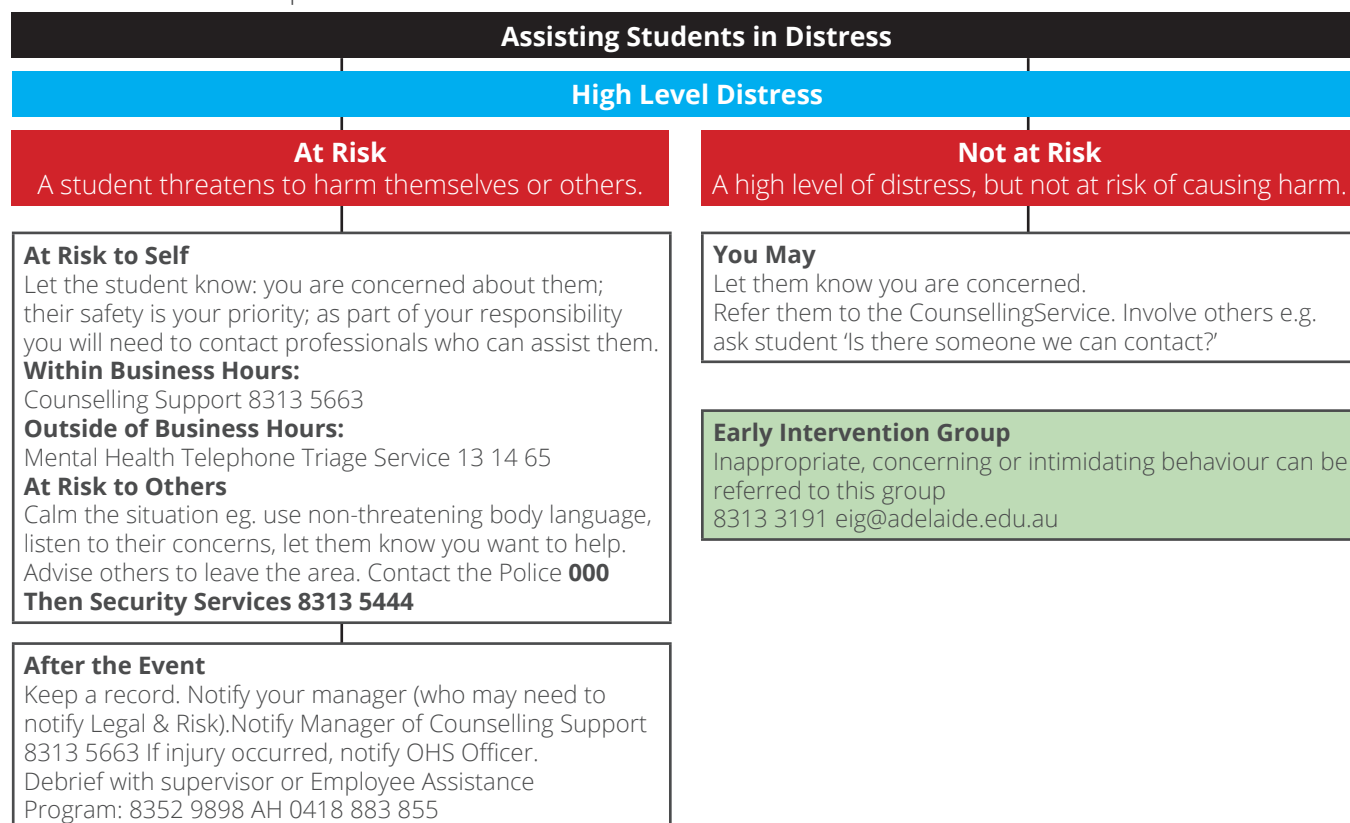 Assisting Students in Distress
High Level Distress
At Risk
A student threatens to harm themselves or others.
At Risk to Self
Let the student know: you are concerned about them;
their safety is your priority; as part of your responsibility
you will need to contact professionals who can assist them.
Within Business Hours:
Counselling Support 8313 5663
Outside of Business Hours:
Mental Health Telephone Triage Service 13 14 65
At Risk to Others
Calm the situation eg. use non-threatening body language,
listen to their concerns, let them know you want to help.
Advise others to leave the area. Contact the Police 000
Then Security Services 8313 5444
After the Event
Keep a record. Notify your manager (who may need to
notify Legal & Risk).Notify Manager of Counselling Support
8313 5663 If injury occurred, notify OHS Officer.
Debrief with supervisor or Employee Assistance
Program: 8352 9898 AH 0418 883 855
Not at Risk
A high level of distress, but not at risk of causing harm.
You May
Let them know you are concerned.
Refer them to the CounsellingService. Involve others e.g.
ask student ‘Is there someone we can contact?’
Early Intervention Group
Inappropriate, concerning or intimidating behaviour can be
referred to this group
8313 3191 eig@adelaide.edu.au